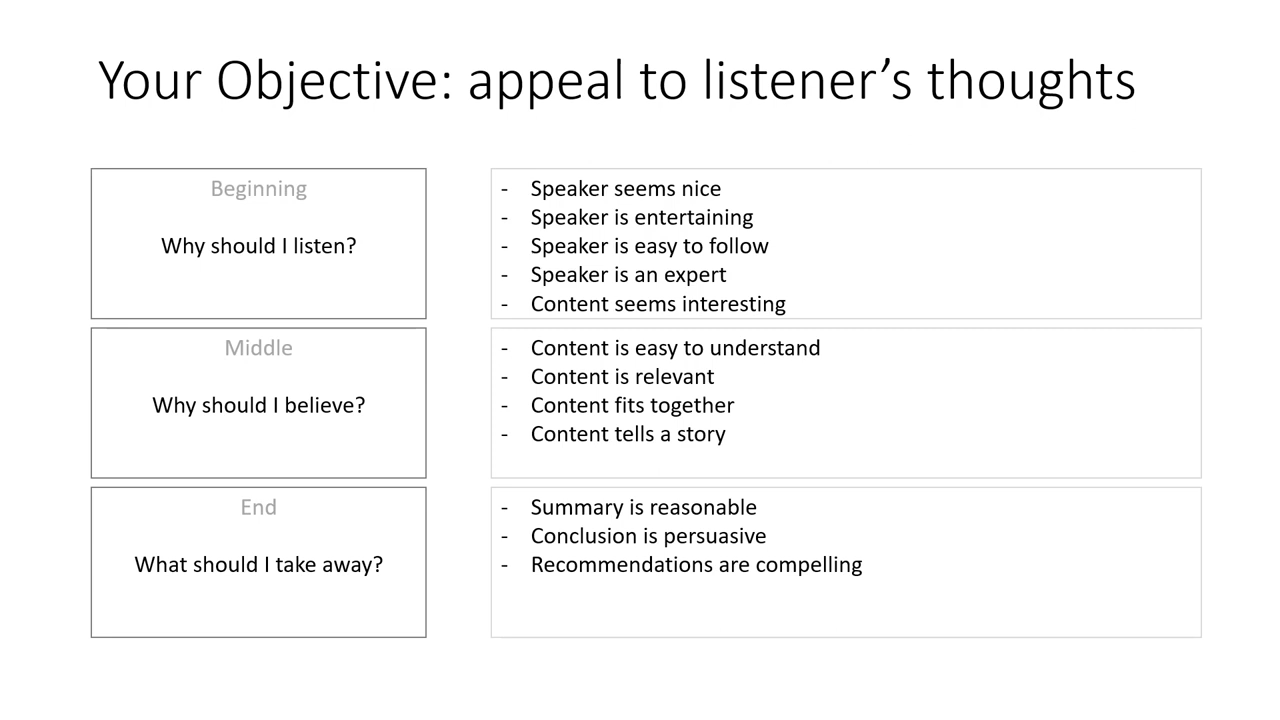 Your Objective: appeal to listener’s thoughts
Beginning
Why should I listen?
- Speaker seems nice
- Speaker is entertaining
- Speaker is easy to follow
- Speaker is an expert
- Content seems interesting
Middle
Why should I believe?
- Content is easy to understand
- Content is relevant
- Content fits together
- Content tells a story
End
What should I take away?
- Summary is reasonable
- Conclusion is persuasive
- Recommendations are compelling